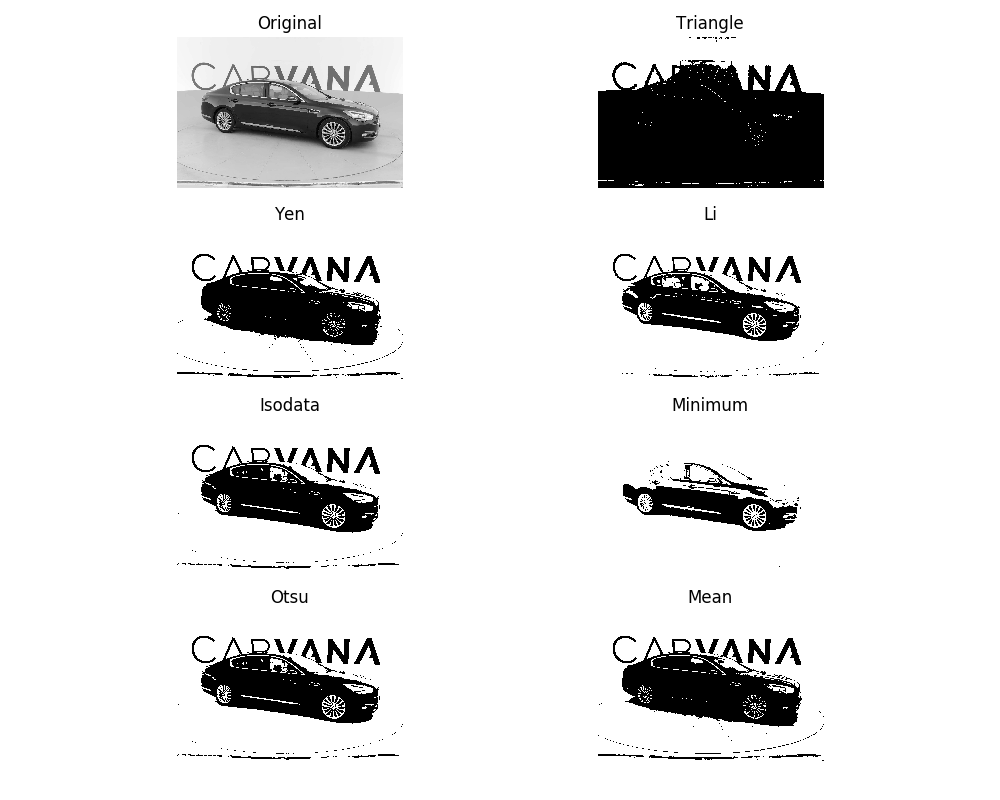 Original
CARVANA
Triangle
CARVANA
Yen
CARVANA
Li
CARVANA
Isodata
CARVANA
Minimum
Otsu
CARVANA
Mean
CARVANA